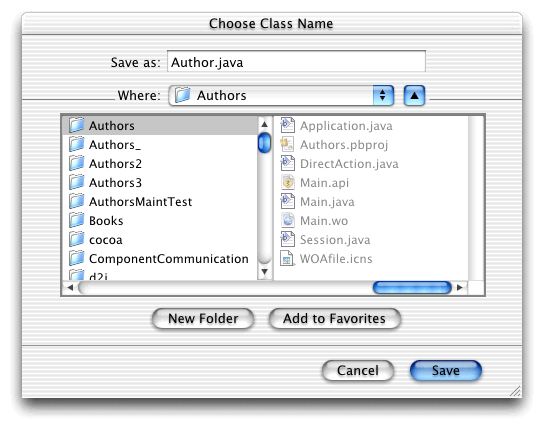 Choose Class Name
Save as: Author.java
Where: Authors
Authors
Authors_
Authors2
Authors3
AuthorsMaintTest
Books
cocoa
ComponentCommunication
d2i
Application.java
Authors.pbproj
DirectAction.java
Main.api
Main.java
Main.wo
Session.java
WOAfile.icns
New Folder
Add to Favorites
Cancel
Save